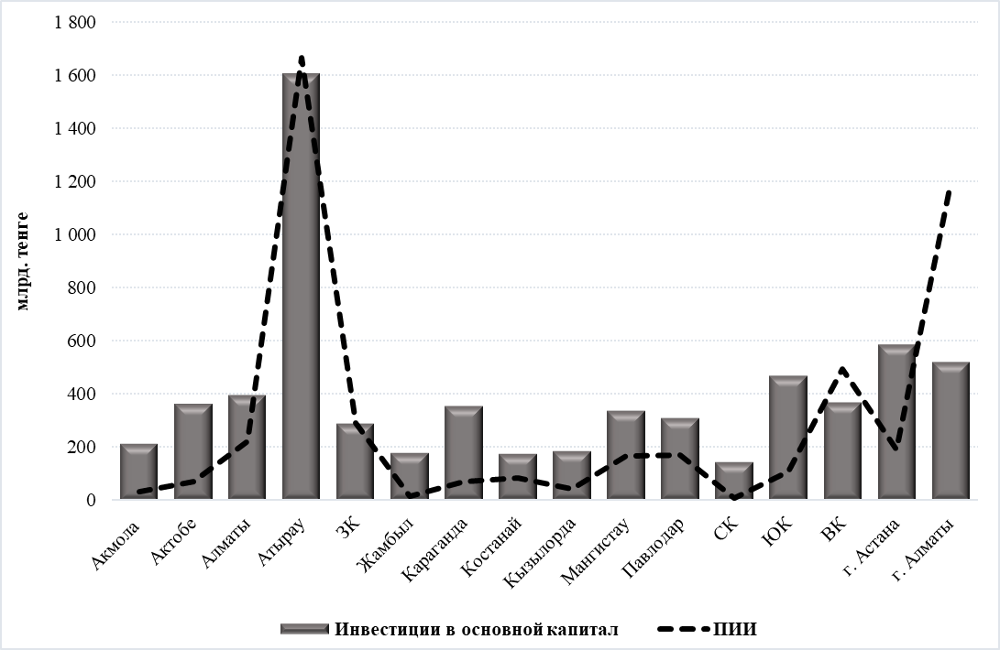 1 800
1 600
1 400
1 200
1 000
800
600
400
200
0
млрд. тенге
Акмола
Актобе
Алматы
Атырау
ЗК
Жамбыл
Караганда
Костанай
Кызылорда
Мангистау
Павлодар
СК
ЮК
ВК
г. Астана
г. Алматы
Инвестиции в основной капитал
ПИИ